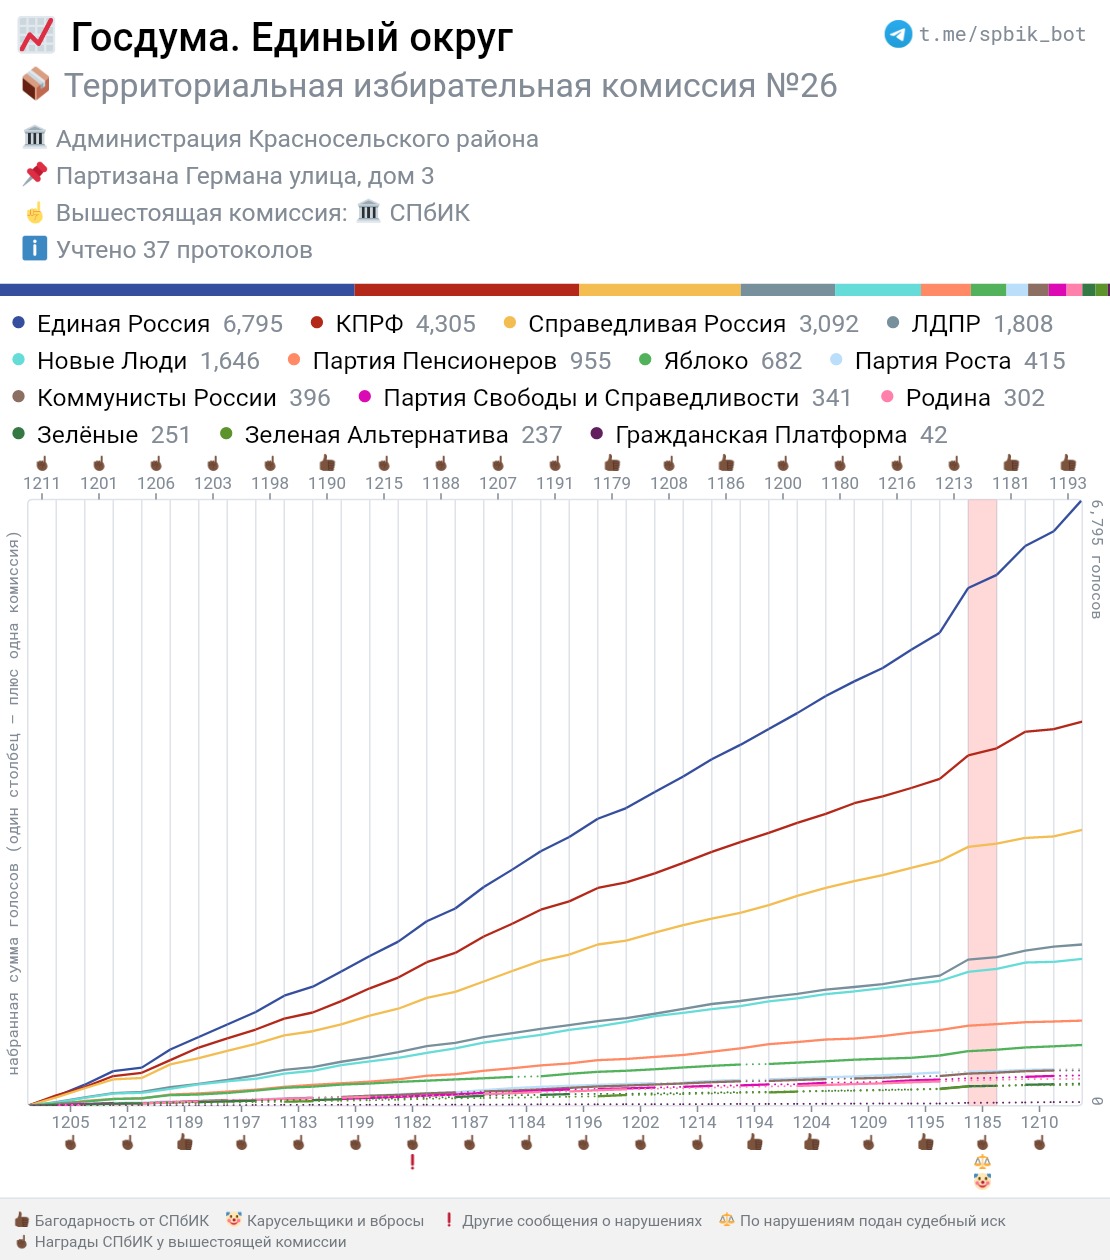 Госдума. Единый округ
t.me/spbik_bot
Территориальная избирательная комиссия №26
Администрация Красносельского района
Партизана Германа улица, дом 3
Вышестоящая комиссия: СПбИК
Учтено 37 протоколов
Единая Россия 6,795 КПРФ 4,305 Справедливая Россия 3,092 ЛДПР 1,808
Новые Люди 1,646 Партия Пенсионеров 955 Яблоко 682 Партия Роста 415
Коммунисты России 396 Партия Свободы и Справедливости 341 Родина 302
Зелёные 251 Зеленая Альтернатива 237 Гражданская Платформа 42
1211 1201 1206 1203 1198 1190 1215 1188 1207 1191 1179 1208 1186 1200 1180 1216 1213 1181 1193
набранная сумма голосов (один столбец – плюс одна комиссия)
6,795 голосов
0
1205 1212 1189 1197 1183 1199 1182 1187 1184 1196 1202 1214 1194 1204 1209 1195 1185 1210
Багодарность от СПбИК Карусельщики и вбросы Другие сообщения о нарушениях По нарушениям подан судебный иск
Награды СПбИК у вышестоящей комиссии